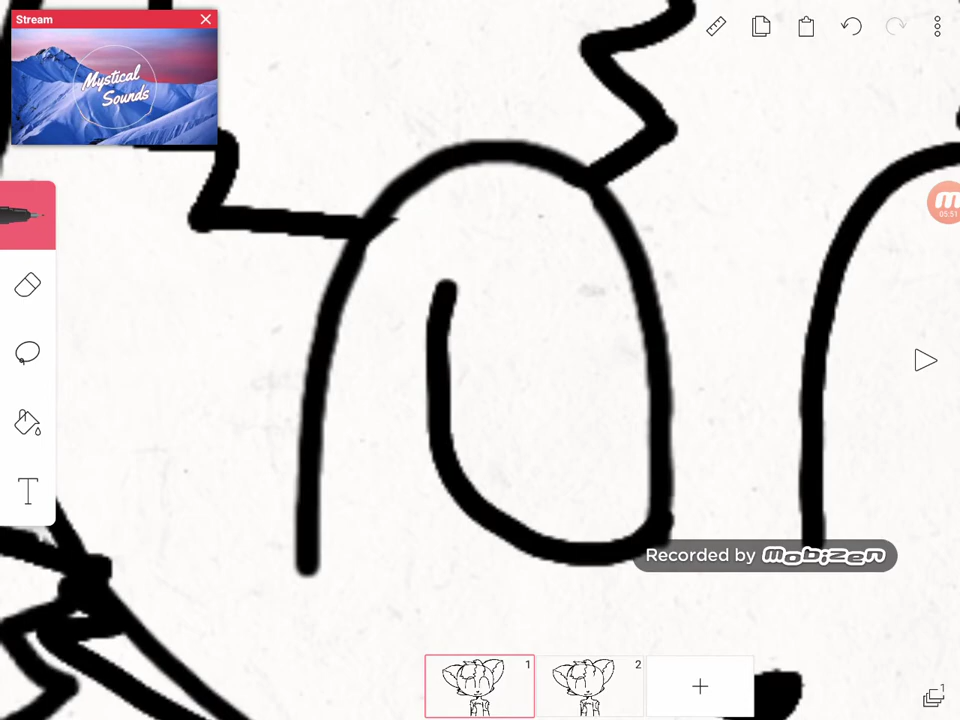 Stream
Mystical
Sounds
05:51
T
Recorded by MOBIZEN
1
2
1